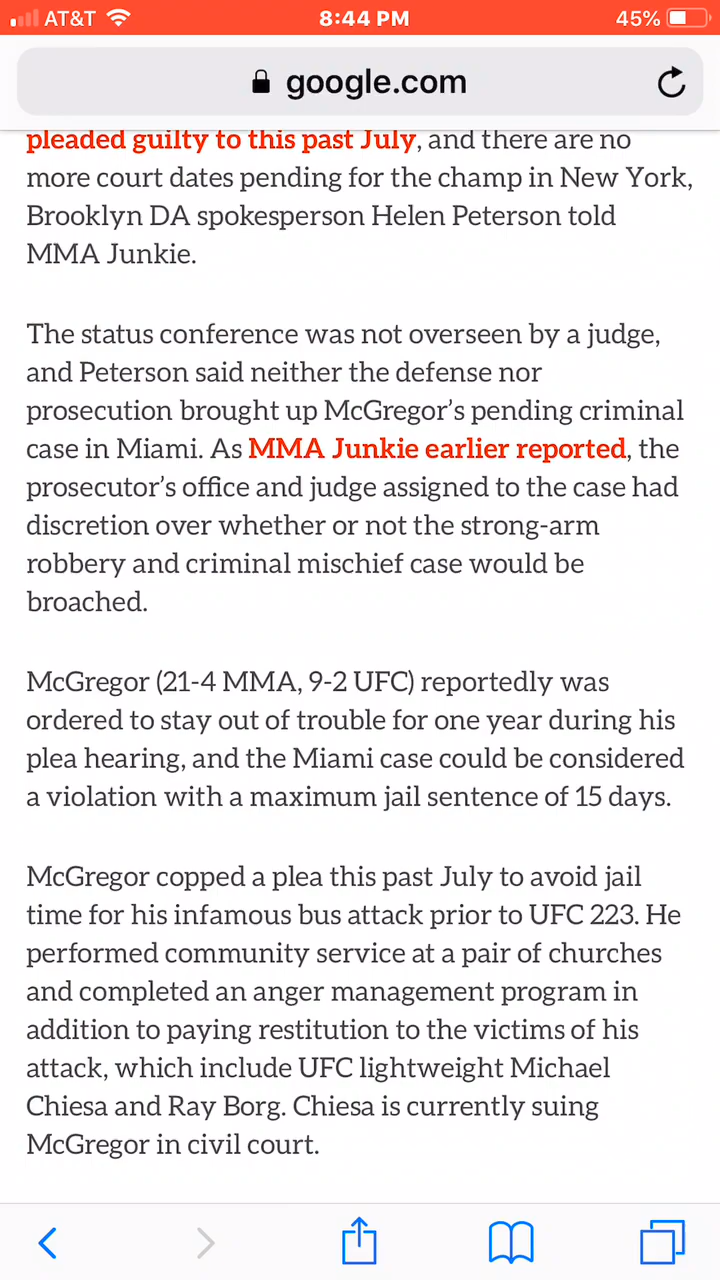 AT&T 8:44 PM 45%
google.com
pleaded guilty to this past July, and there are no
more court dates pending for the champ in New York,
Brooklyn DA spokesperson Helen Peterson told
MMA Junkie.
The status conference was not overseen by a judge,
and Peterson said neither the defense nor
prosecution brought up McGregor’s pending criminal
case in Miami. As MMA Junkie earlier reported, the
prosecutor’s office and judge assigned to the case had
discretion over whether or not the strong-arm
robbery and criminal mischief case would be
broached.
McGregor (21-4 MMA, 9-2 UFC) reportedly was
ordered to stay out of trouble for one year during his
plea hearing, and the Miami case could be considered
a violation with a maximum jail sentence of 15 days.
McGregor copped a plea this past July to avoid jail
time for his infamous bus attack prior to UFC 223. He
performed community service at a pair of churches
and completed an anger management program in
addition to paying restitution to the victims of his
attack, which include UFC lightweight Michael
Chiesa and Ray Borg. Chiesa is currently suing
McGregor in civil court.